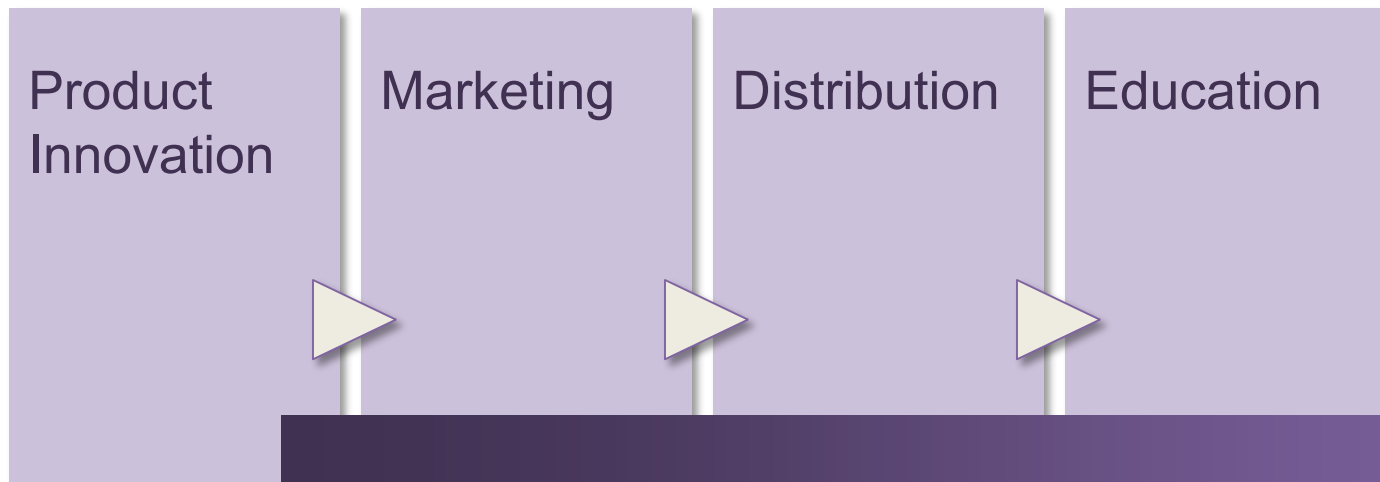 Product
Innovation
Marketing
Distribution
Education